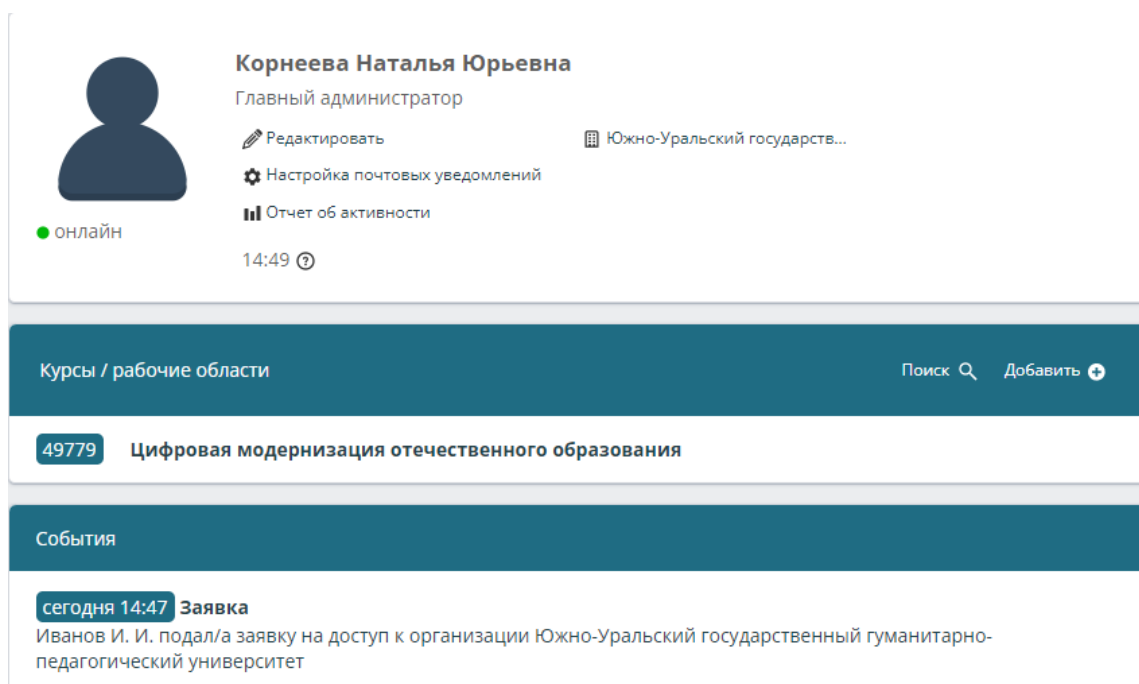 Корнеева Наталья Юрьевна
Главный администратор
Редактировать
Южно-Уральский государств...
Настройка почтовых уведомлений
Отчет об активности
онлайн
14:49
Курсы / рабочие области
Поиск
Добавить
49779 Цифровая модернизация отечественного образования
События
сегодня 14:47 Заявка
Иванов И. И. подал/а заявку на доступ к организации Южно-Уральский государственный гуманитарно-
педагогический университет